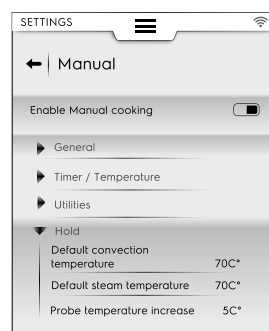 SETTINGS
Manual
Enable Manual cooking
General
Timer / Temperature
Utilities
Hold
Default convection
temperature 70C°
Default steam temperature 70C°
Probe temperature increase 5C°